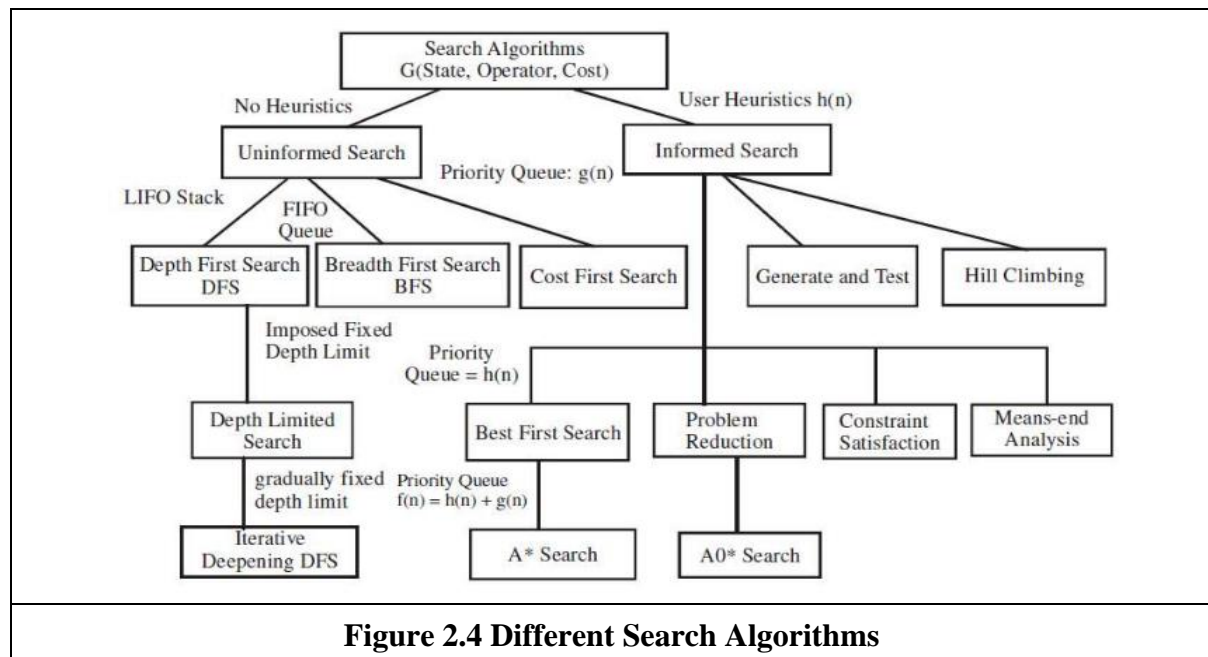 Search Algorithms
G(State, Operator, Cost)
No Heuristics
User Heuristics h(n)
Uninformed Search
Informed Search
Priority Queue: g(n)
LIFO Stack
FIFO
Queue
Depth First Search
DFS
Breadth First Search
BFS
Cost First Search
Generate and Test
Hill Climbing
Imposed Fixed
Depth Limit
Priority
Queue = h(n)
Depth Limited
Search
Best First Search
Problem
Reduction
Constraint
Satisfaction
Means-end
Analysis
gradually fixed
depth limit
Priority Queue
f(n) = h(n) + g(n)
Iterative
Deepening DFS
A* Search
A0* Search
Figure 2.4 Different Search Algorithms